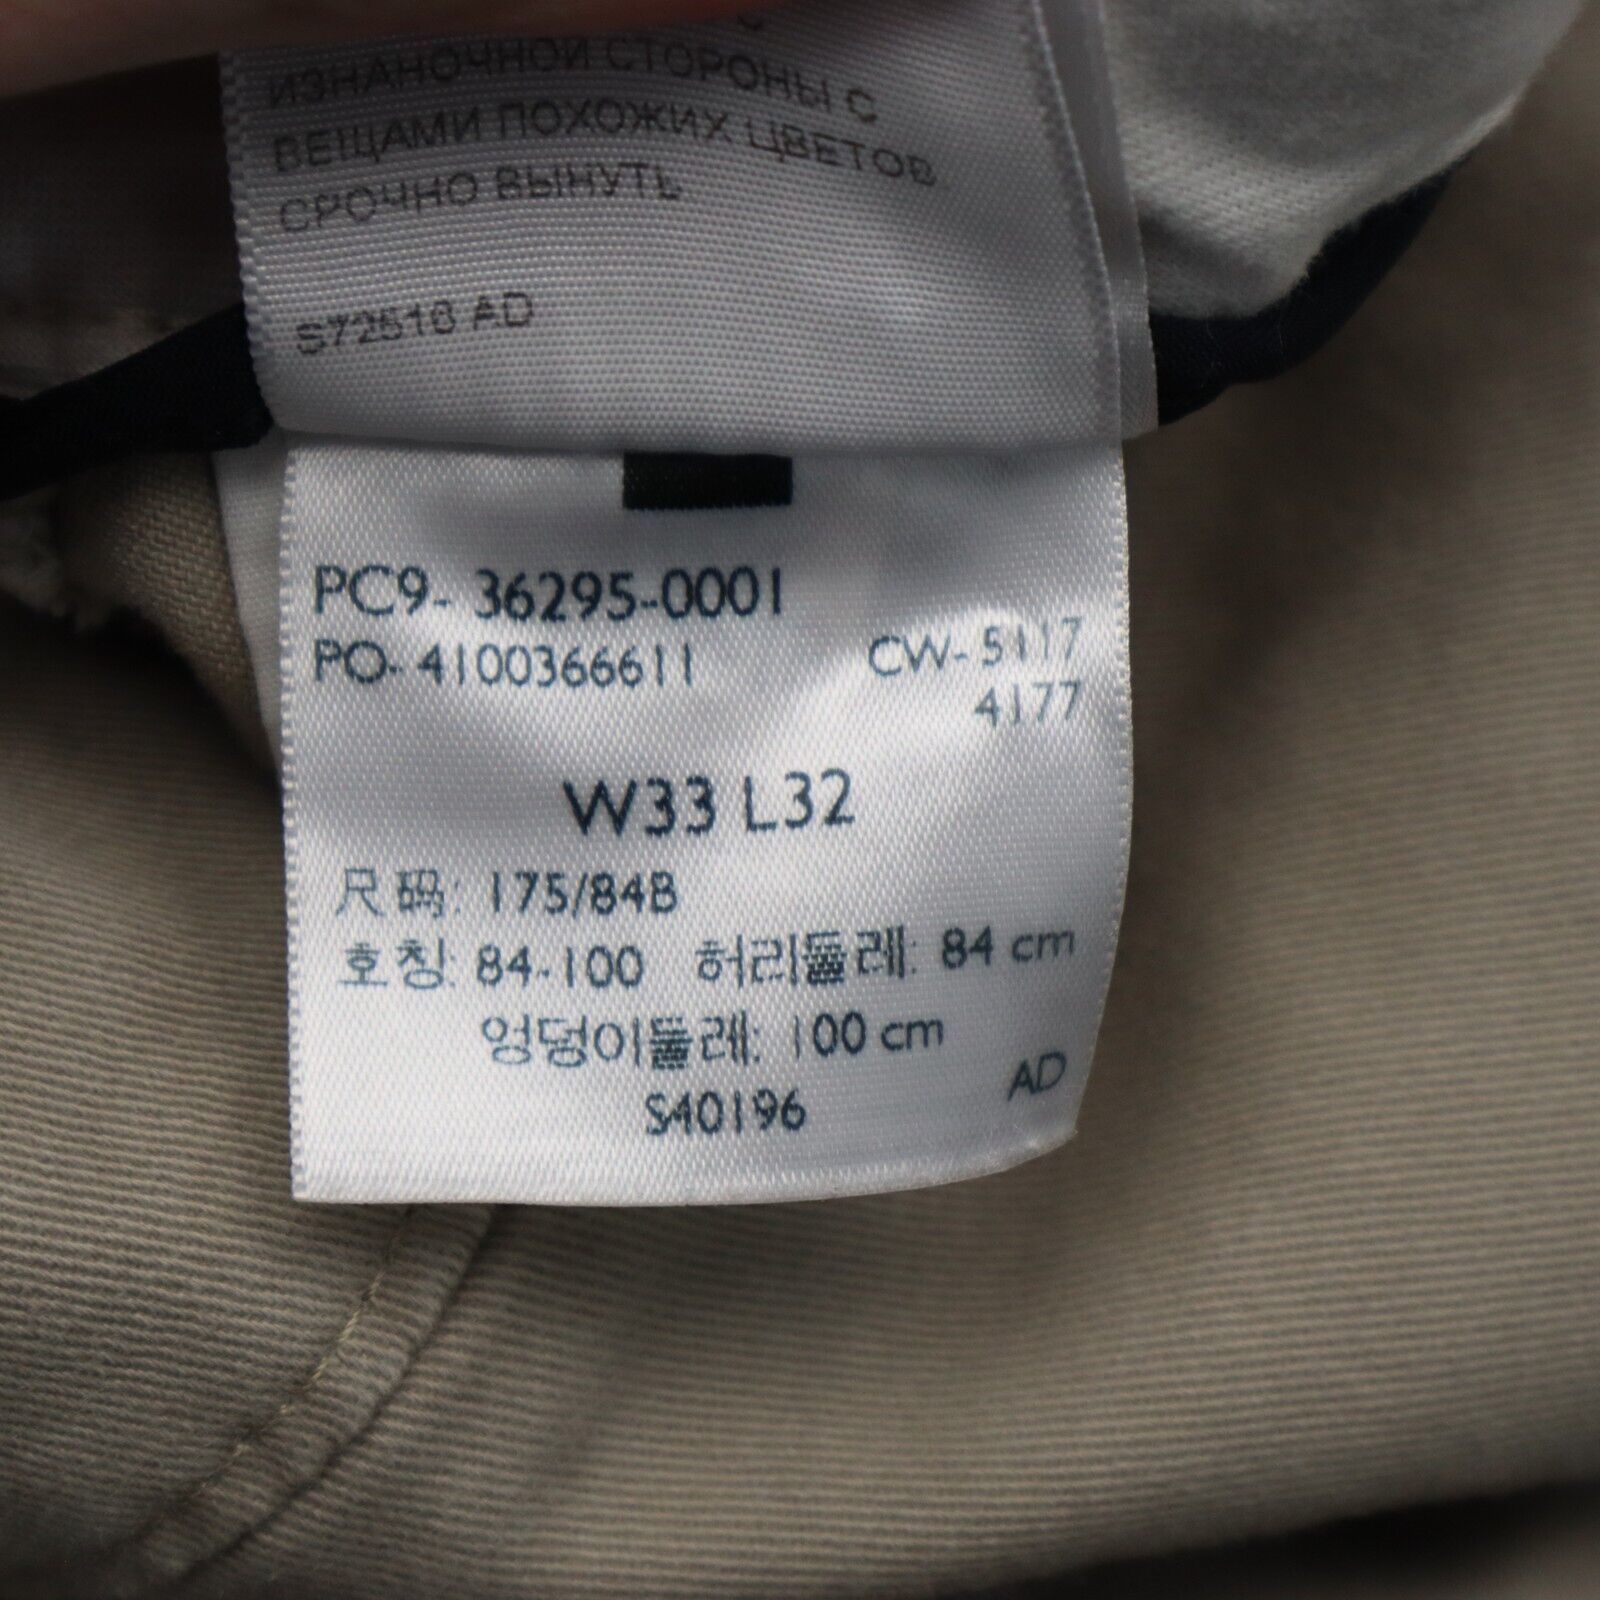 ИЗНАНОЧНОЙ СТОРОНЫ С
ВЕЩАМИ ПОХОЖИХ ЦВЕТОВ
СРОЧНО ВЫНУТЬ
S72516 AD
PC9- 36295-0001
PO- 4100366611 CW- 5117
4177
W33 L32
尺码: 175/84B
호칭: 84-100 허리둘레: 84 cm
엉덩이둘레: 100 cm
AD
S40196